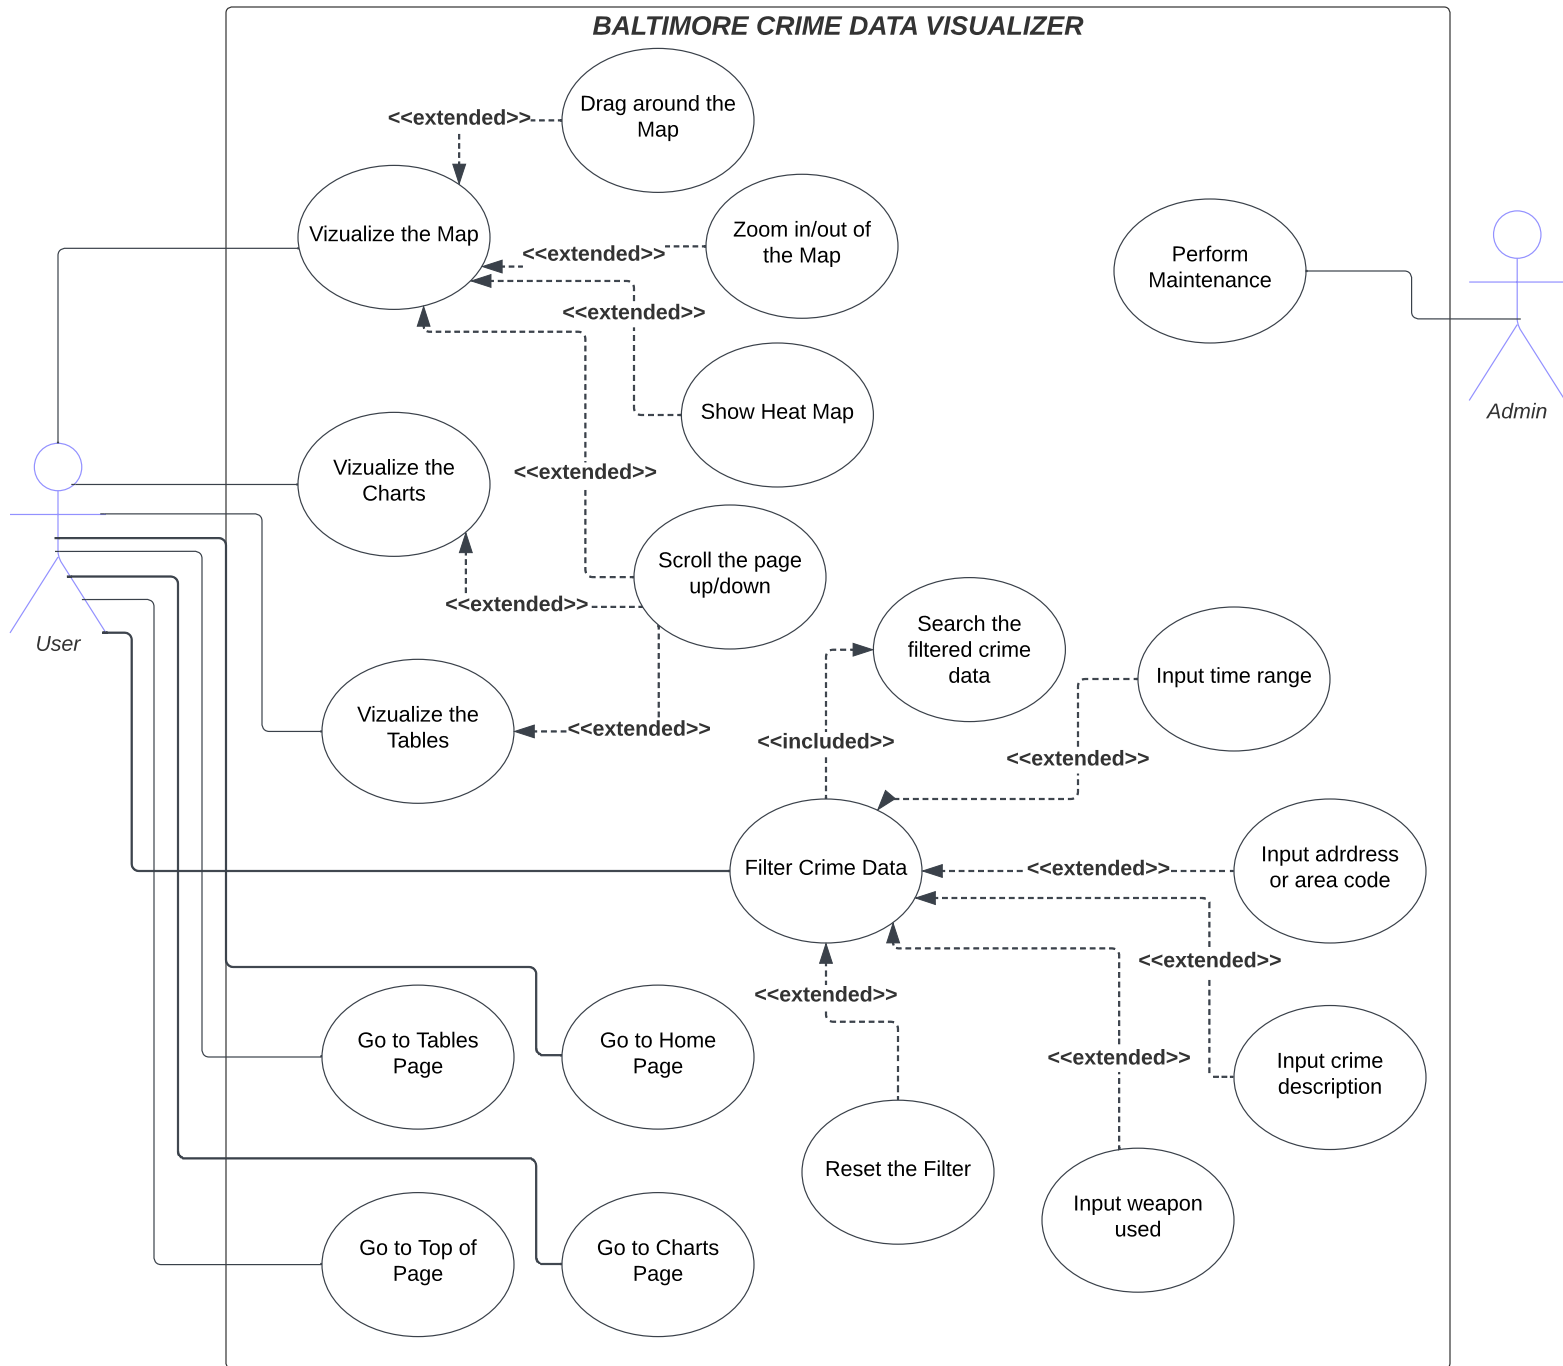 BALTIMORE CRIME DATA VISUALIZER
Drag around the
Map
<<extended>>
Vizualize the Map
Zoom in/out of
the Map
<<extended>>
Perform
Maintenance
<<extended>>
Show Heat Map
Admin
Vizualize the
Charts
<<extended>>
Scroll the page
up/down
<<extended>>
User
Search the
filtered crime
data
Input time range
Vizualize the
Tables
<<extended>>
<<included>>
<<extended>>
Filter Crime Data
<<extended>>
Input adrdress
or area code
<<extended>>
<<extended>>
Go to Tables
Page
Go to Home
Page
<<extended>>
Input crime
description
Reset the Filter
Input weapon
used
Go to Top of
Page
Go to Charts
Page